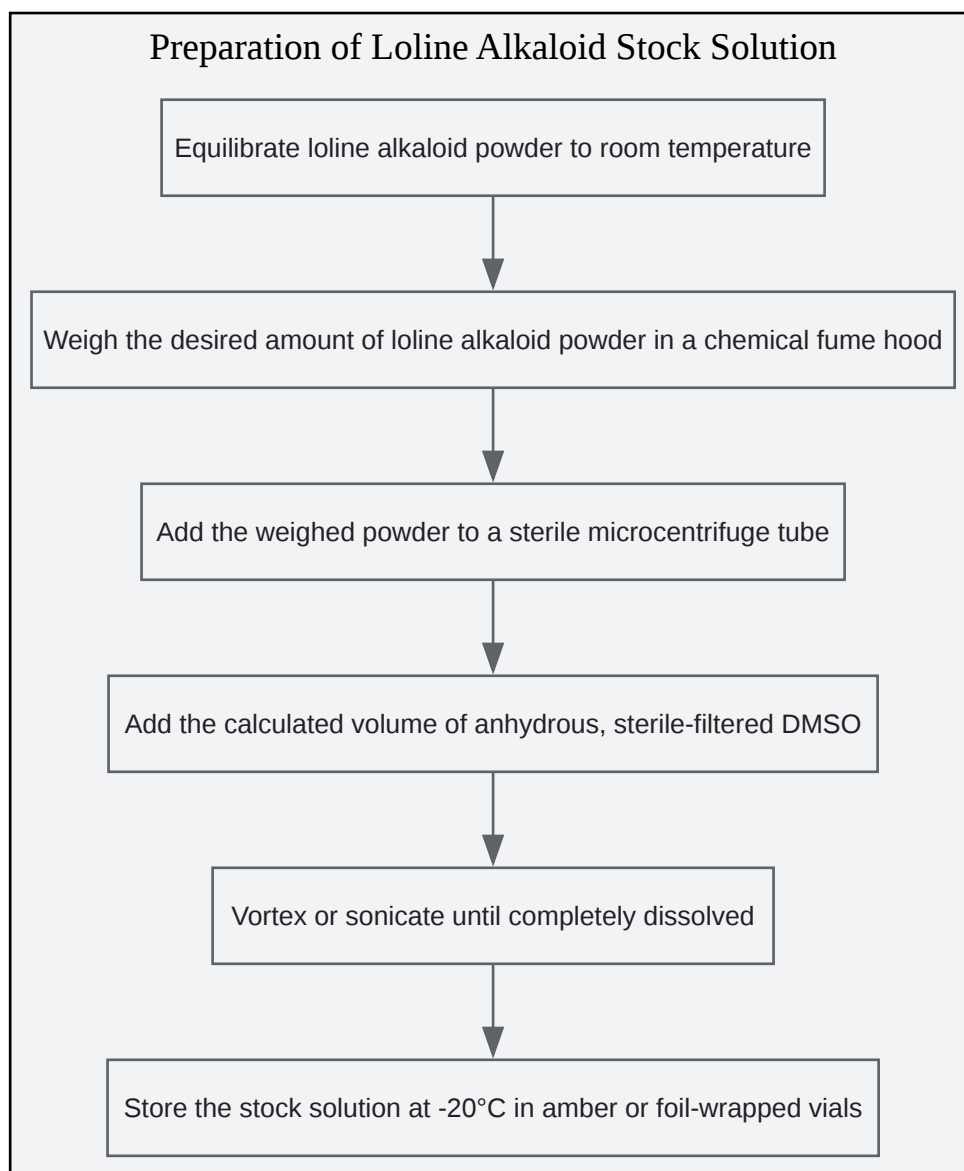 Preparation of Loline Alkaloid Stock Solution
Equilibrate loline alkaloid powder to room temperature
Weigh the desired amount of loline alkaloid powder in a chemical fume hood
Add the weighed powder to a sterile microcentrifuge tube
Add the calculated volume of anhydrous, sterile-filtered DMSO
Vortex or sonicate until completely dissolved
Store the stock solution at -20°C in amber or foil-wrapped vials